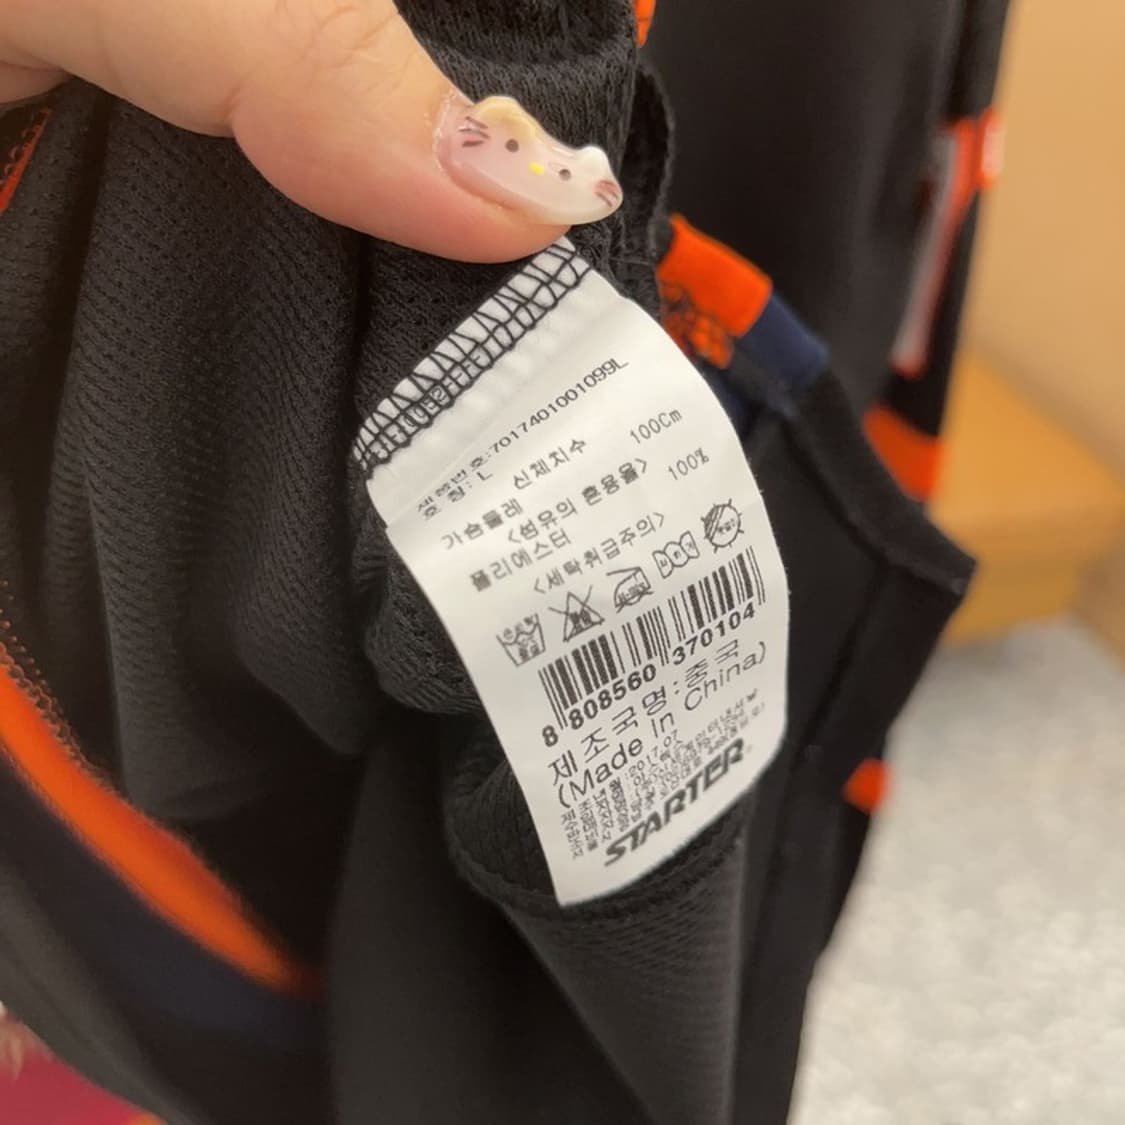 제품번호:7017401001099L
호 칭: L
신체치수
가슴둘레 100Cm
<섬유의 혼용율>
폴리에스터 100%
<세탁취급주의>
8 808560 370104
제조국명:중국
(Made in China)
2017.07
STARTER